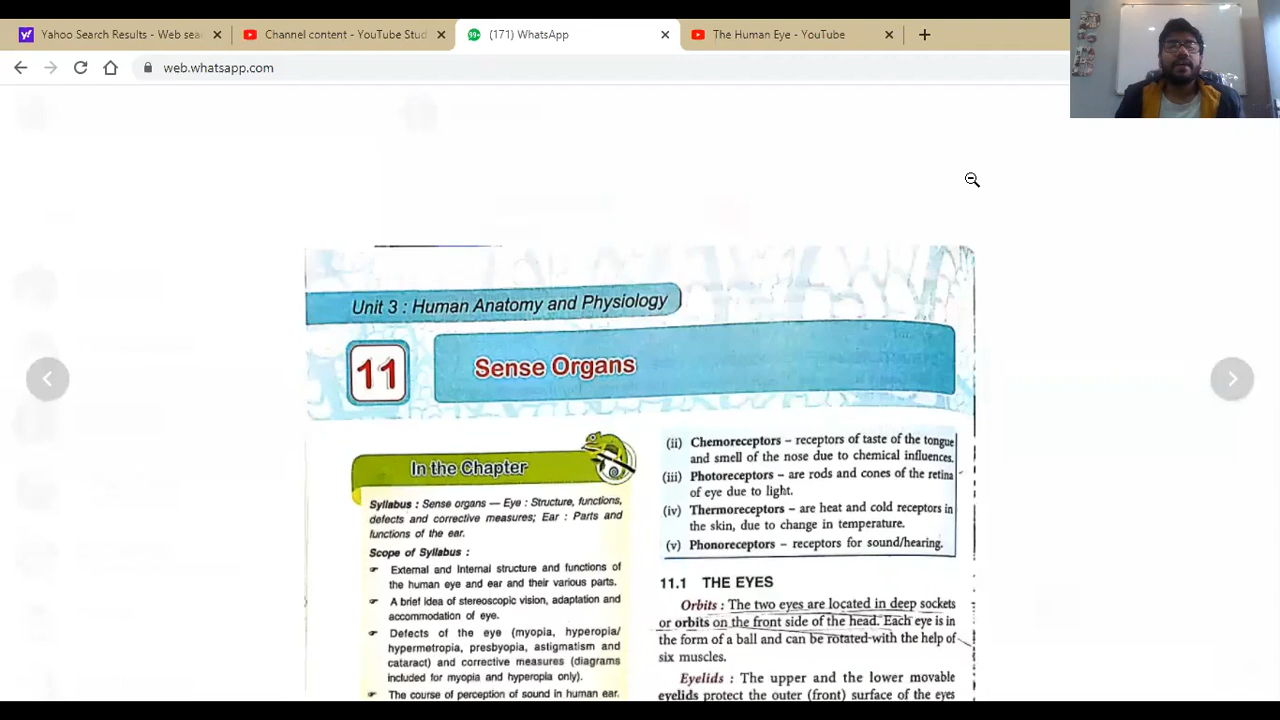 Yahoo Search Results - Web sea
Channel content - YouTube Stud
99+
(171) WhatsApp
The Human Eye - YouTube
web.whatsapp.com
Unit 3 : Human Anatomy and Physiology
11
Sense Organs
In the Chapter
Syllabus : Sense organs — Eye : Structure, functions,
defects and corrective measures; Ear : Parts and
functions of the ear.
Scope of Syllabus :
External and Internal structure and functions of
the human eye and ear and their various parts.
A brief idea of stereoscopic vision, adaptation and
accommodation of eye.
Defects of the eye (myopia, hyperopia/
hypermetropia, presbyopia, astigmatism and
cataract) and corrective measures (diagrams
included for myopia and hyperopia only).
The course of perception of sound in human ear.
(ii) Chemoreceptors – receptors of taste of the tongue
and smell of the nose due to chemical influences.
(iii) Photoreceptors – are rods and cones of the retina
of eye due to light.
(iv) Thermoreceptors – are heat and cold receptors in
the skin, due to change in temperature.
(v) Phonoreceptors – receptors for sound/hearing.
11.1 THE EYES
Orbits : The two eyes are located in deep sockets
or orbits on the front side of the head. Each eye is in
the form of a ball and can be rotated with the help of
six muscles.
Eyelids : The upper and the lower movable
eyelids protect the outer (front) surface of the eyes